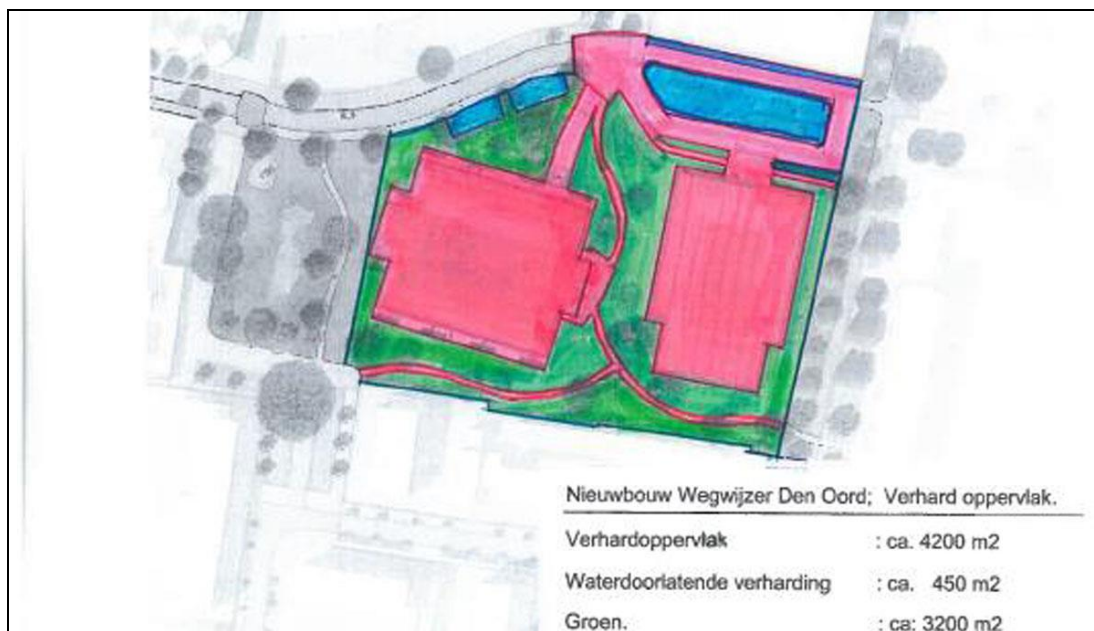 Nieuwbouw Wegwijzer Den Oord; Verhard oppervlak.
Verhardoppervlak : ca. 4200 m2
Waterdoorlatende verharding : ca. 450 m2
Groen. : ca: 3200 m2